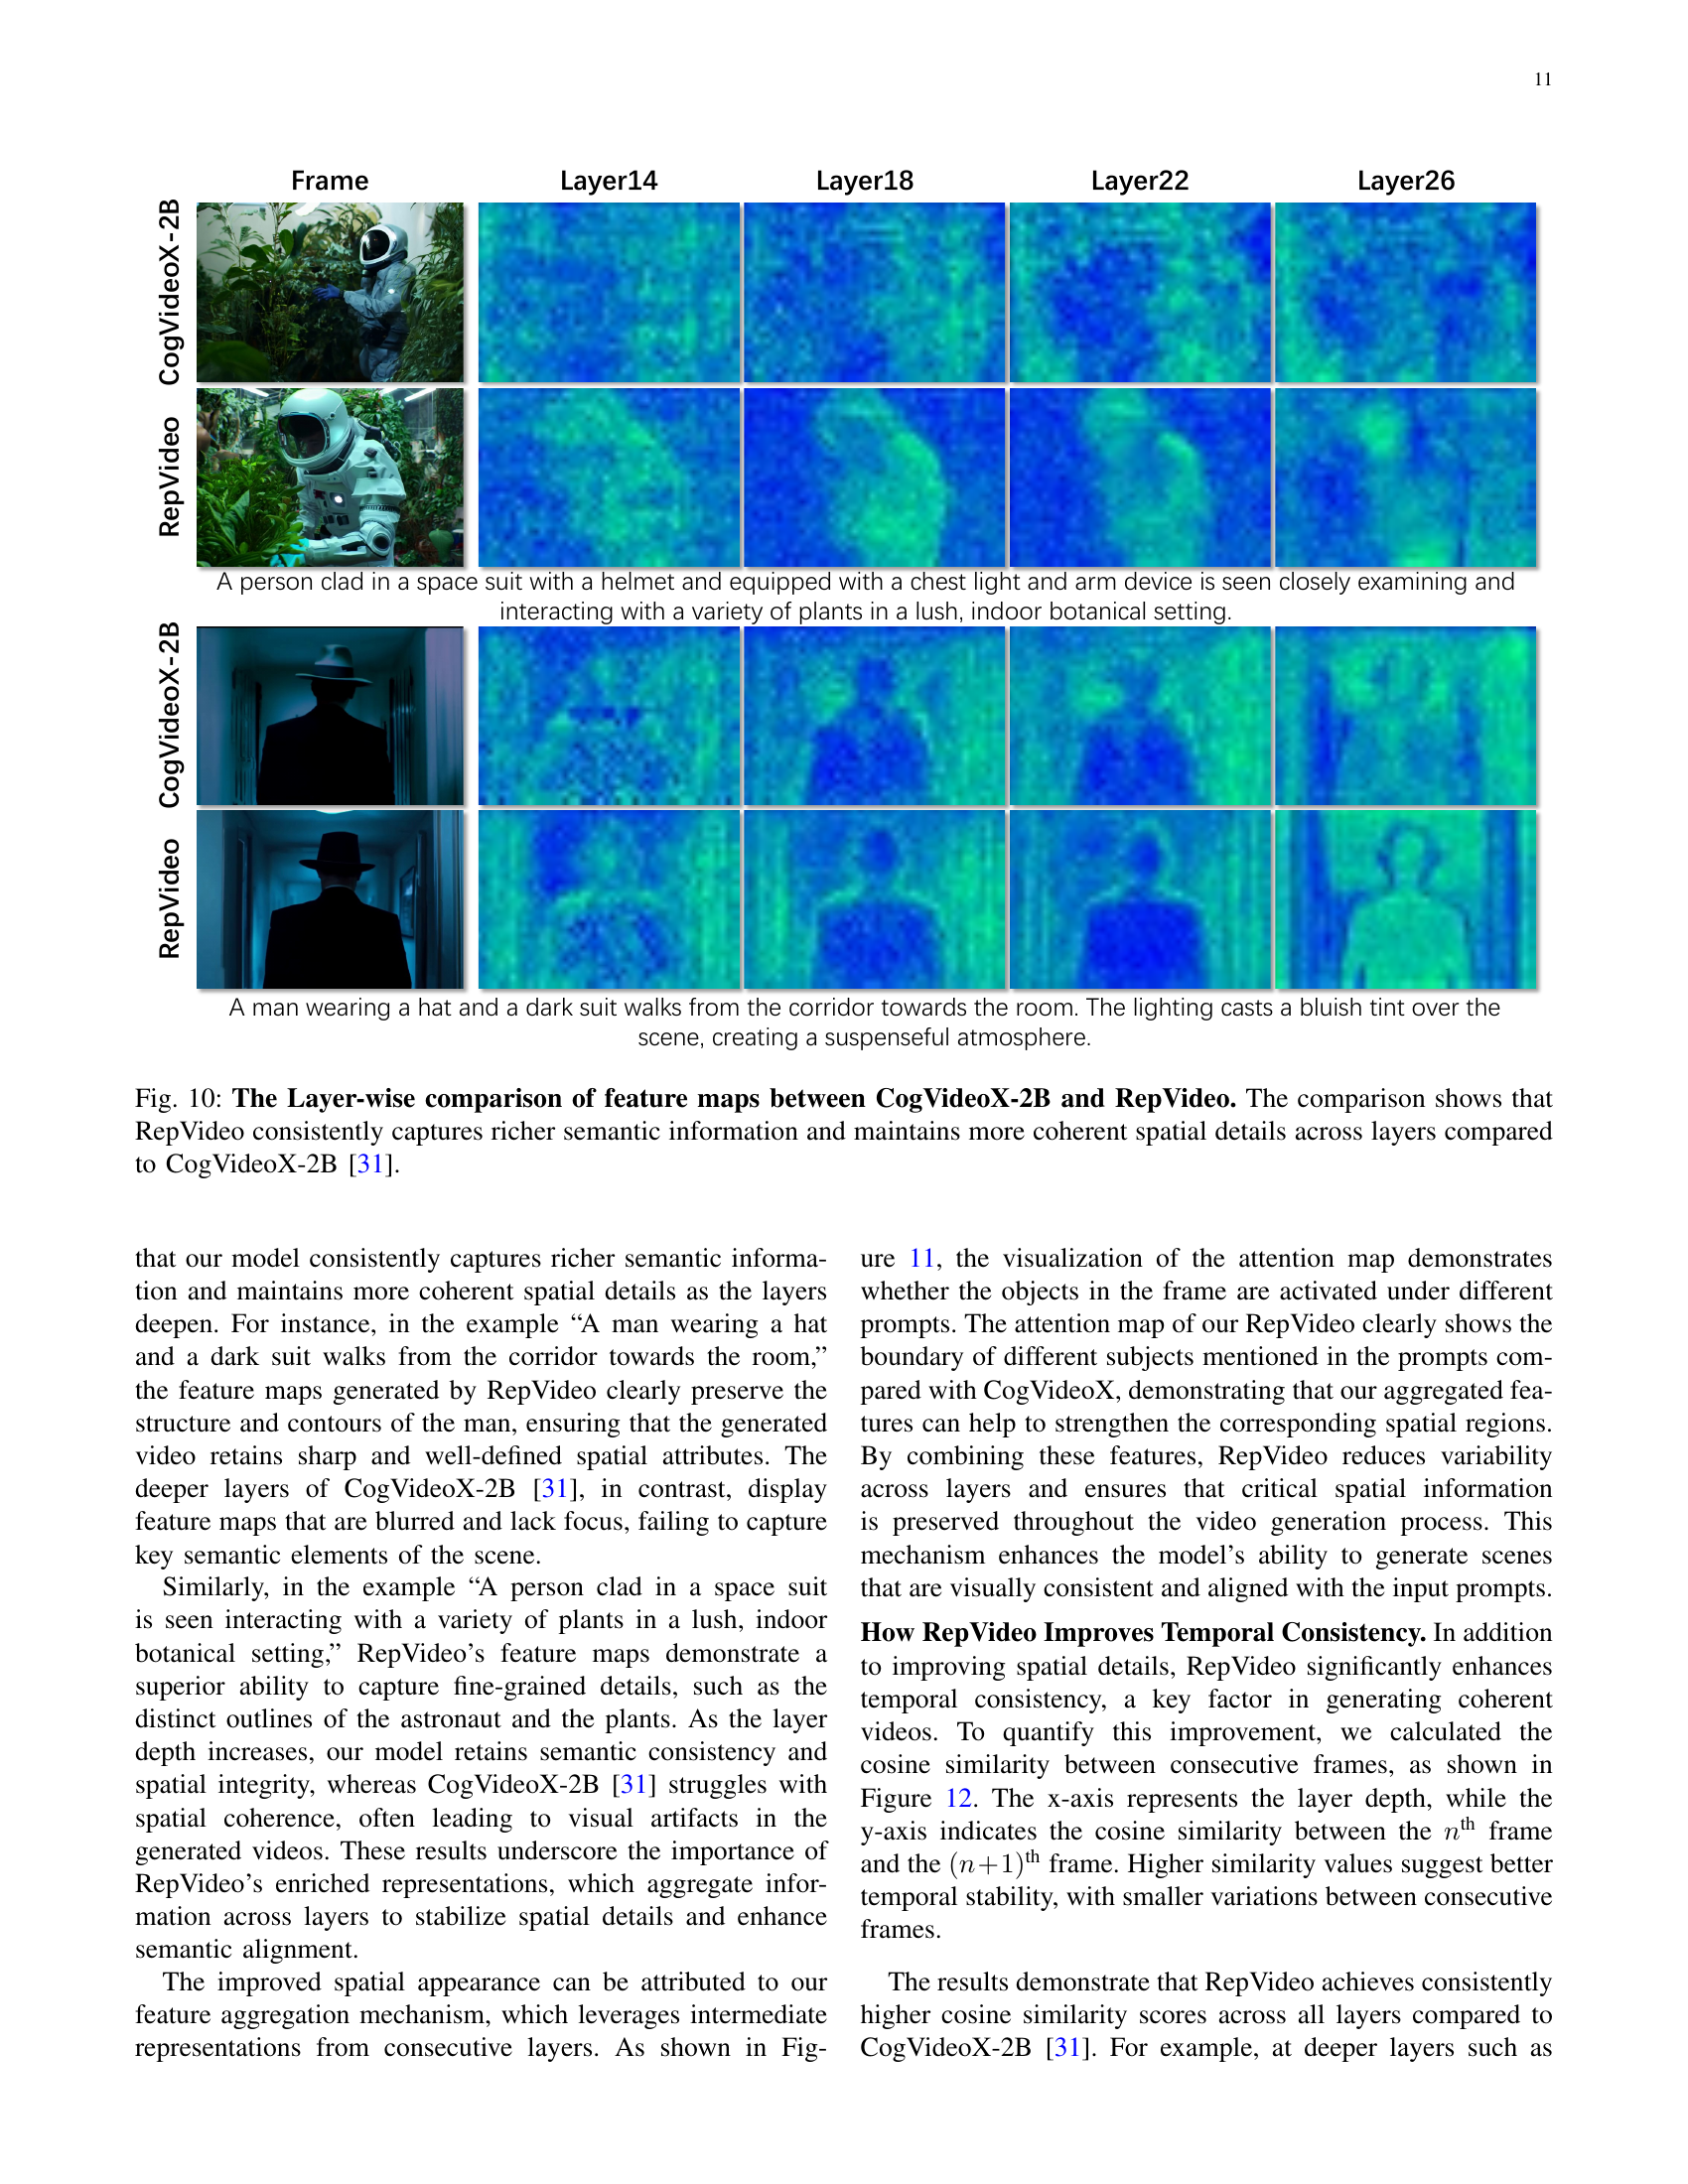 11
Frame Layer14 Layer18 Layer22 Layer26
CogVideoX-2B
RepVideo
A person clad in a space suit with a helmet and equipped with a chest light and arm device is seen closely examining and
interacting with a variety of plants in a lush, indoor botanical setting.
CogVideoX-2B
RepVideo
A man wearing a hat and a dark suit walks from the corridor towards the room. The lighting casts a bluish tint over the
scene, creating a suspenseful atmosphere.
Fig. 10: The Layer-wise comparison of feature maps between CogVideoX-2B and RepVideo. The comparison shows that
RepVideo consistently captures richer semantic information and maintains more coherent spatial details across layers compared
to CogVideoX-2B [31].
that our model consistently captures richer semantic informa-
tion and maintains more coherent spatial details as the layers
deepen. For instance, in the example “A man wearing a hat
and a dark suit walks from the corridor towards the room,”
the feature maps generated by RepVideo clearly preserve the
structure and contours of the man, ensuring that the generated
video retains sharp and well-defined spatial attributes. The
deeper layers of CogVideoX-2B [31], in contrast, display
feature maps that are blurred and lack focus, failing to capture
key semantic elements of the scene.
Similarly, in the example “A person clad in a space suit
is seen interacting with a variety of plants in a lush, indoor
botanical setting,” RepVideo’s feature maps demonstrate a
superior ability to capture fine-grained details, such as the
distinct outlines of the astronaut and the plants. As the layer
depth increases, our model retains semantic consistency and
spatial integrity, whereas CogVideoX-2B [31] struggles with
spatial coherence, often leading to visual artifacts in the
generated videos. These results underscore the importance of
RepVideo’s enriched representations, which aggregate infor-
mation across layers to stabilize spatial details and enhance
semantic alignment.
The improved spatial appearance can be attributed to our
feature aggregation mechanism, which leverages intermediate
representations from consecutive layers. As shown in Fig-
ure 11, the visualization of the attention map demonstrates
whether the objects in the frame are activated under different
prompts. The attention map of our RepVideo clearly shows the
boundary of different subjects mentioned in the prompts com-
pared with CogVideoX, demonstrating that our aggregated fea-
tures can help to strengthen the corresponding spatial regions.
By combining these features, RepVideo reduces variability
across layers and ensures that critical spatial information
is preserved throughout the video generation process. This
mechanism enhances the model’s ability to generate scenes
that are visually consistent and aligned with the input prompts.
How RepVideo Improves Temporal Consistency. In addition
to improving spatial details, RepVideo significantly enhances
temporal consistency, a key factor in generating coherent
videos. To quantify this improvement, we calculated the
cosine similarity between consecutive frames, as shown in
Figure 12. The x-axis represents the layer depth, while the
y-axis indicates the cosine similarity between the nth frame
and the (n+1)th frame. Higher similarity values suggest better
temporal stability, with smaller variations between consecutive
frames.
The results demonstrate that RepVideo achieves consistently
higher cosine similarity scores across all layers compared to
CogVideoX-2B [31]. For example, at deeper layers such as